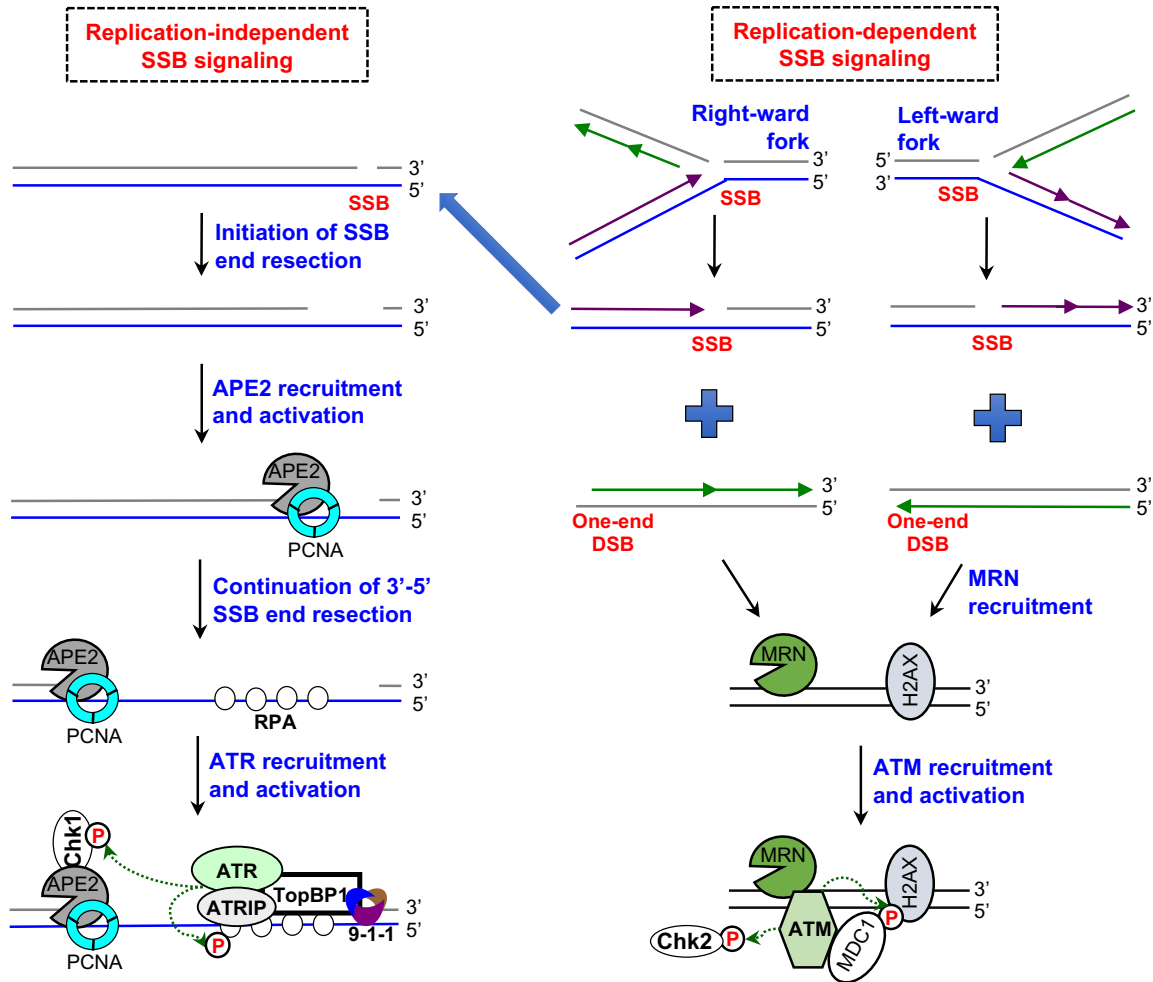 Replication-independent
SSB signaling
3’
5’
SSB
Initiation of SSB
end resection
3’
5’
APE2 recruitment
and activation
APE2
3’
5’
PCNA
Continuation of 3’-5’
SSB end resection
APE2
3’
5’
RPA
PCNA
ATR recruitment
and activation
Chk1
P
APE2
ATR
TopBP1
ATRIP
3’
5’
9-1-1
P
PCNA
Replication-dependent
SSB signaling
Right-ward
fork
3’
5’
SSB
Left-ward
fork
5’
3’
SSB
3’
5’
SSB
3’
5’
SSB
3’
5’
One-end
DSB
3’
5’
One-end
DSB
MRN
recruitment
MRN
H2AX
3’
5’
ATM recruitment
and activation
MRN
H2AX
3’
5’
P
Chk2
P
ATM
MDC1